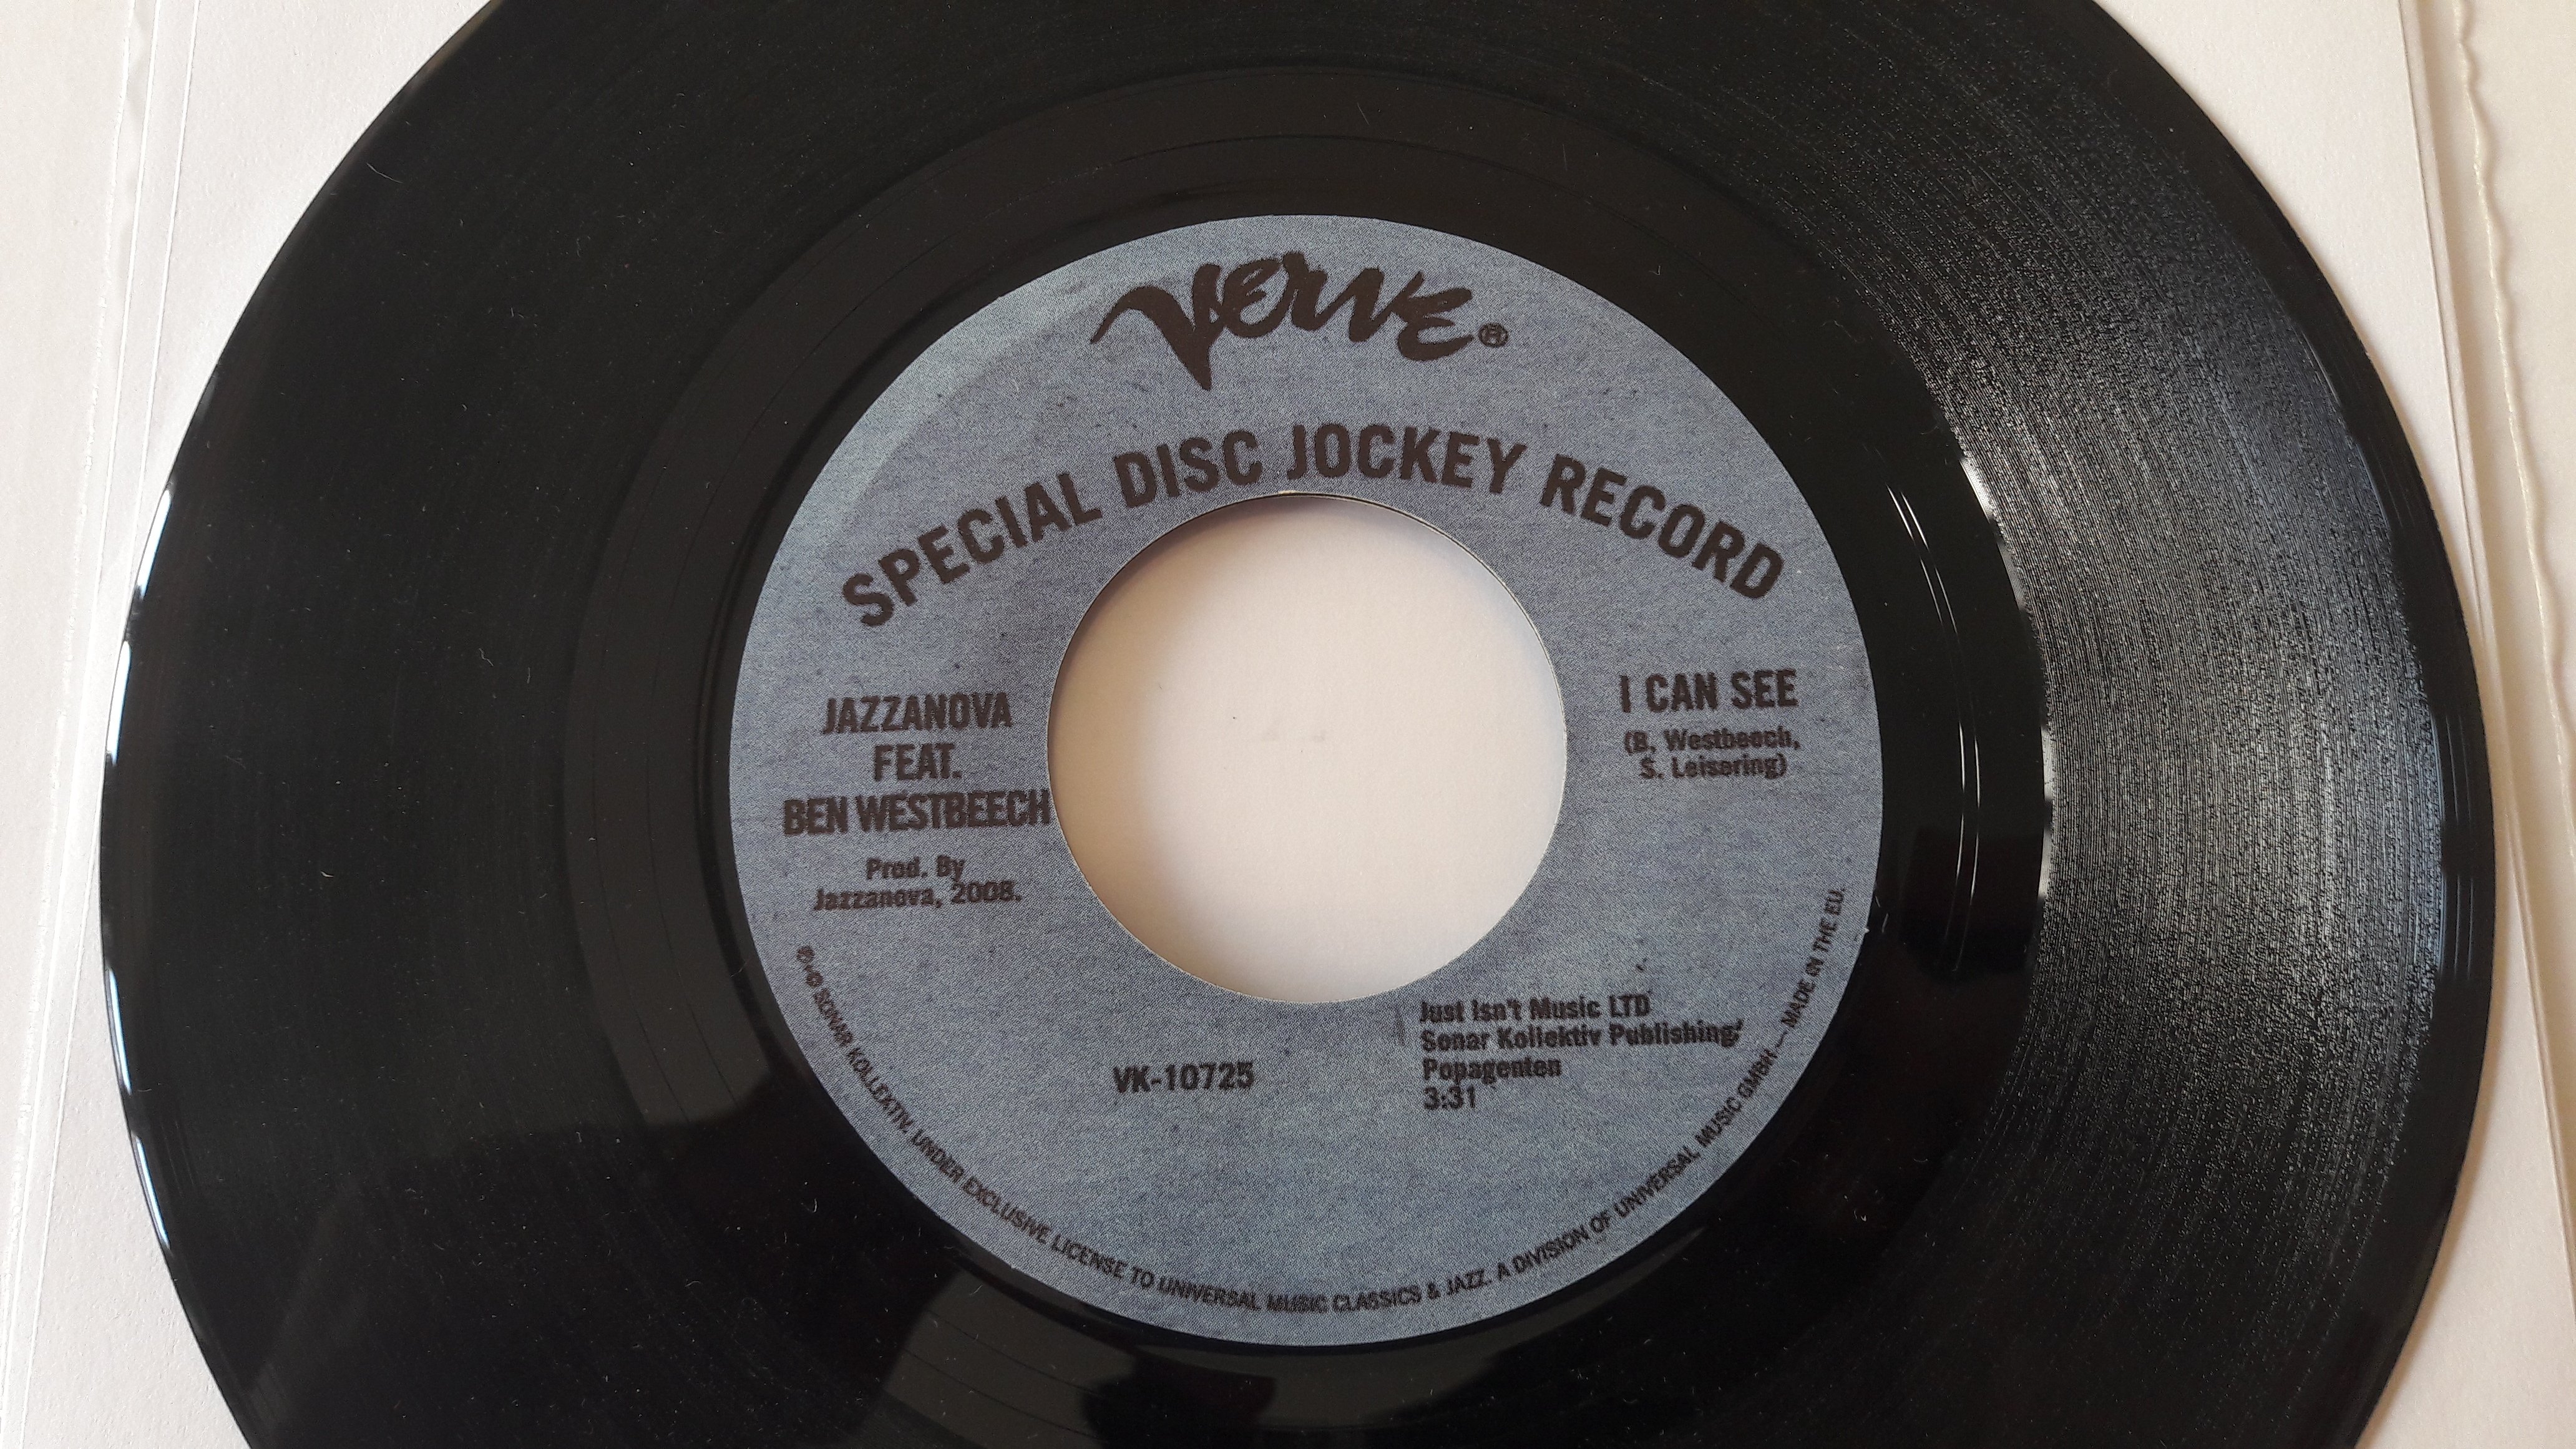 Verve®
SPECIAL DISC JOCKEY RECORD
JAZZANOVA
FEAT.
BEN WESTBEECH
Prod. By
Jazzanova, 2008.
I CAN SEE
(B. Westbeech,
S. Leisering)
VK-10725
Just Isn't Music LTD
Sonar Kollektiv Publishing/
Popagenten
3:31
℗+© SONAR KOLLEKTIV. UNDER EXCLUSIVE LICENSE TO UNIVERSAL MUSIC CLASSICS & JAZZ. A DIVISION OF UNIVERSAL MUSIC GMBH — MADE IN THE EU.